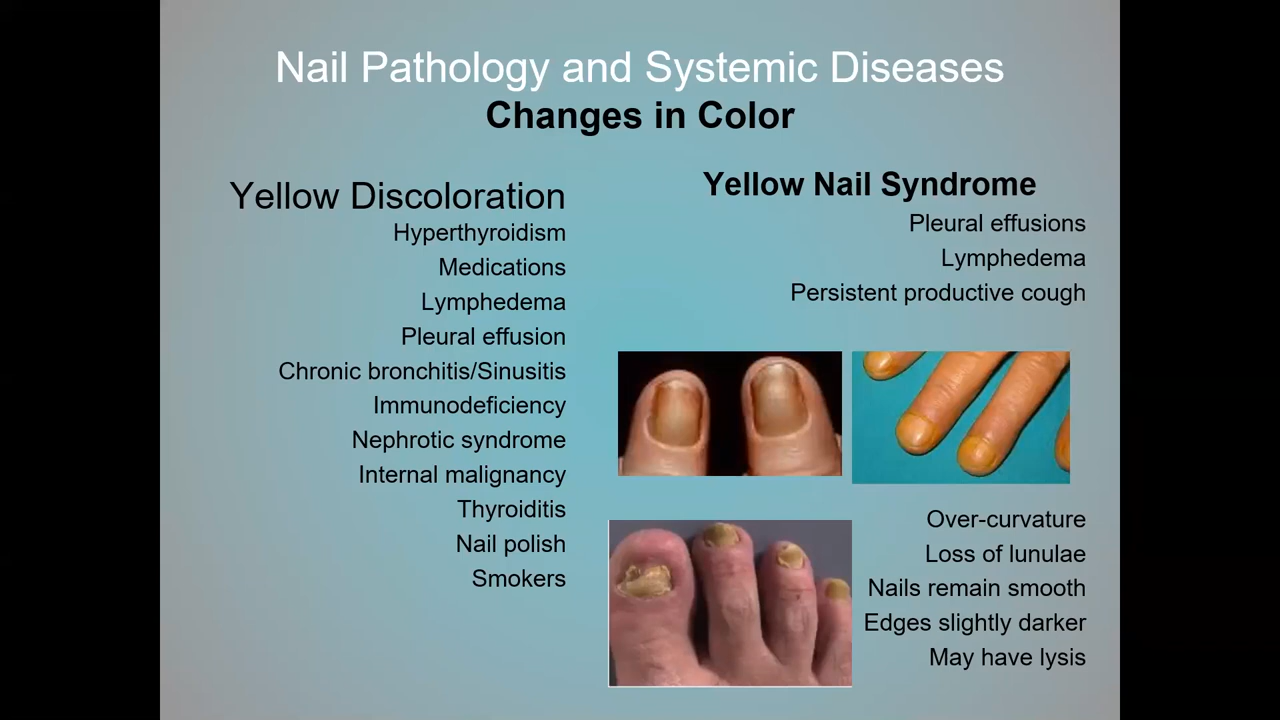 Nail Pathology and Systemic Diseases
Changes in Color
Yellow Discoloration
Hyperthyroidism
Medications
Lymphedema
Pleural effusion
Chronic bronchitis/Sinusitis
Immunodeficiency
Nephrotic syndrome
Internal malignancy
Thyroiditis
Nail polish
Smokers
Yellow Nail Syndrome
Pleural effusions
Lymphedema
Persistent productive cough
Over-curvature
Loss of lunulae
Nails remain smooth
Edges slightly darker
May have lysis